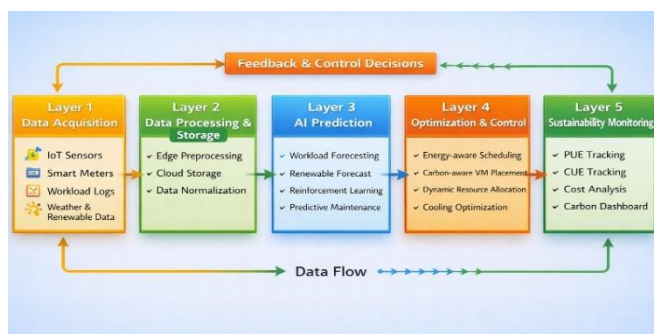 Feedback & Control Decisions
Layer 1
Data Acquisition
IoT Sensors
Smart Meters
Workload Logs
Weather &
Renewable Data
Layer 2
Data Processing &
Storage
✓ Edge Preprocessing
✓ Cloud Storage
✓ Data Normalization
Layer 3
AI Prediction
✓ Workload Forecesting
✓ Renewable Forecast
✓ Reinforcement Learning
✓ Predictive Maintenance
Layer 4
Optimization & Control
✓ Energy-aware Scheduling
✓ Carbon-aware VM Placement
✓ Dynamic Resource Allocation
✓ Cooling Optimization
Layer 5
Sustainability Monitoring
✓ PUE Tracking
✓ CUE Tracking
✓ Cost Analysis
✓ Carbon Dashboard
Data Flow